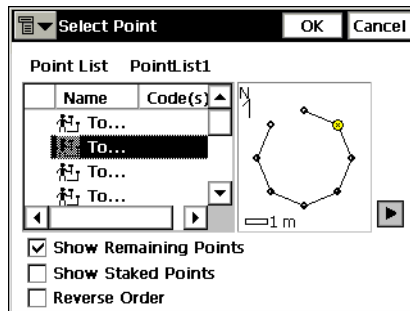 Select Point OK Cancel
Point List PointList1
Name Code(s)
To...
To...
To...
To...
N
1 m
Show Remaining Points
Show Staked Points
Reverse Order